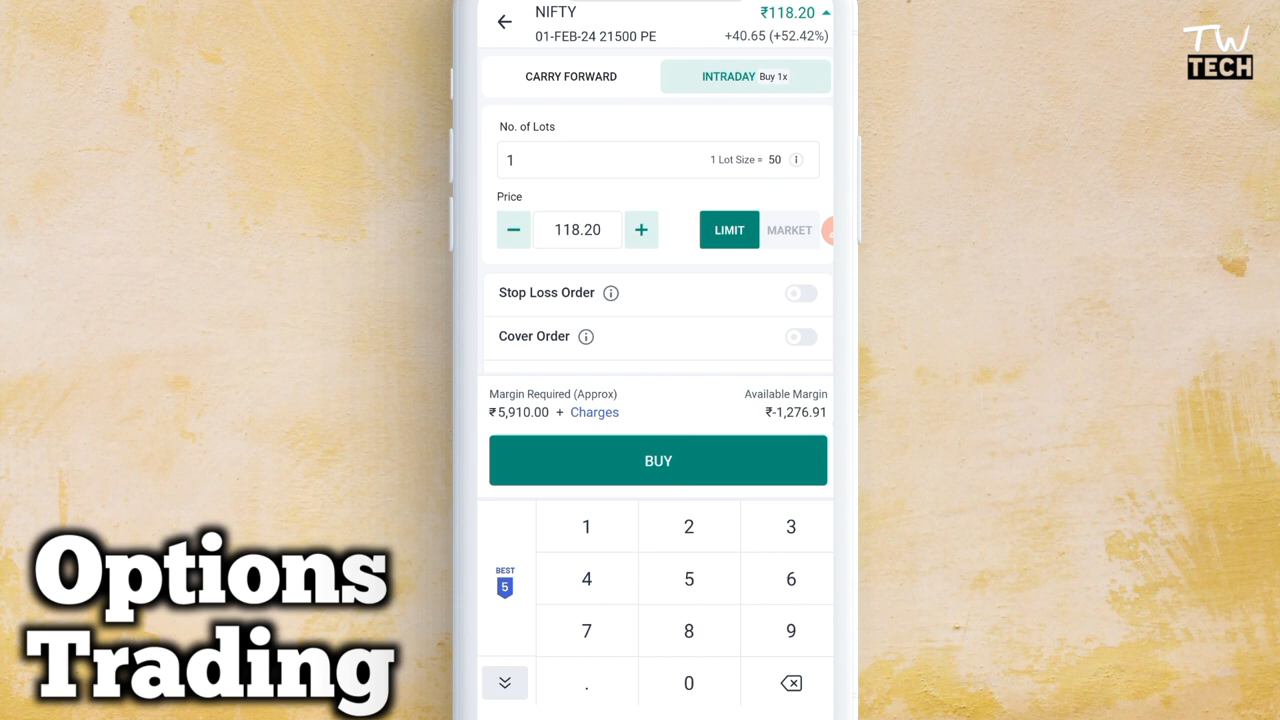 NIFTY
₹118.20
01-FEB-24 21500 PE
+40.65 (+52.42%)
CARRY FORWARD
INTRADAY Buy 1x
No. of Lots
1
1 Lot Size = 50
Price
− 118.20 +
LIMIT
MARKET
Stop Loss Order
Cover Order
Margin Required (Approx)
Available Margin
₹5,910.00 + Charges
₹-1,276.91
BUY
1 2 3
BEST
5
4 5 6
7 8 9
. 0
TW
TECH
Options
Trading